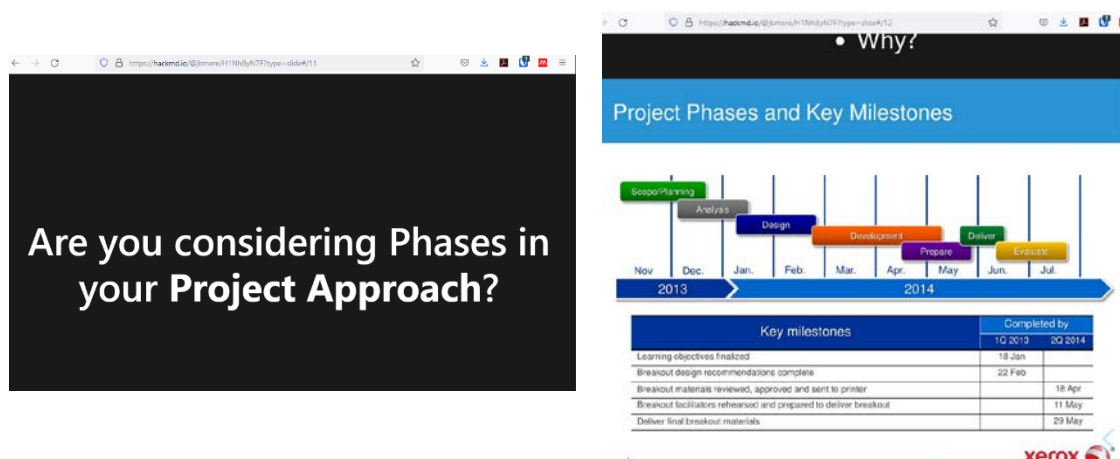 https://hackmd.io/@jbmere/H1Nh8yN7F?type=slide#/11
Are you considering Phases in
your Project Approach?
https://hackmd.io/@jbmere/H1Nh8yN7F?type=slide#/12
• Why?
Project Phases and Key Milestones
Scope/Planning
Analysis
Design
Development
Deliver
Prepare
Evaluate
Nov Dec. Jan. Feb. Mar. Apr. May Jun. Jul.
2013 2014
Key milestones Completed by
1Q 2013 2Q 2014
Learning objectives finalized 18 Jan
Breakout design recommendations complete 22 Feb
Breakout materials reviewed, approved and sent to printer 18 Apr
Breakout facilitators rehearsed and prepared to deliver breakout 11 May
Deliver final breakout materials 29 May
xerox